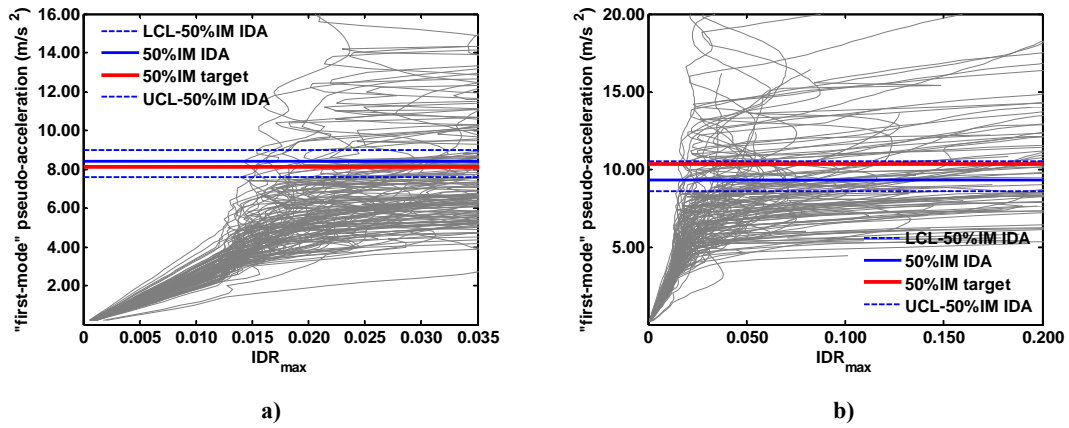 16.00
14.00
12.00
10.00
8.00
6.00
4.00
2.00
0 0.005 0.010 0.015 0.020 0.025 0.030 0.035
"first-mode" pseudo-acceleration (m/s 2)
IDRmax
LCL-50%IM IDA
50%IM IDA
50%IM target
UCL-50%IM IDA
a)
20.00
15.00
10.00
5.00
0 0.050 0.100 0.150 0.200
"first-mode" pseudo-acceleration (m/s 2)
IDRmax
LCL-50%IM IDA
50%IM IDA
50%IM target
UCL-50%IM IDA
b)